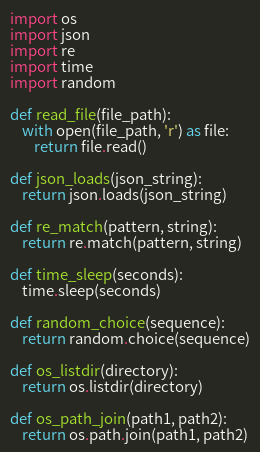 import os
import json
import re
import time
import random

def read_file(file_path):
    with open(file_path, 'r') as file:
        return file.read()

def json_loads(json_string):
    return json.loads(json_string)

def re_match(pattern, string):
    return re.match(pattern, string)

def time_sleep(seconds):
    time.sleep(seconds)

def random_choice(sequence):
    return random.choice(sequence)

def os_listdir(directory):
    return os.listdir(directory)

def os_path_join(path1, path2):
    return os.path.join(path1, path2)